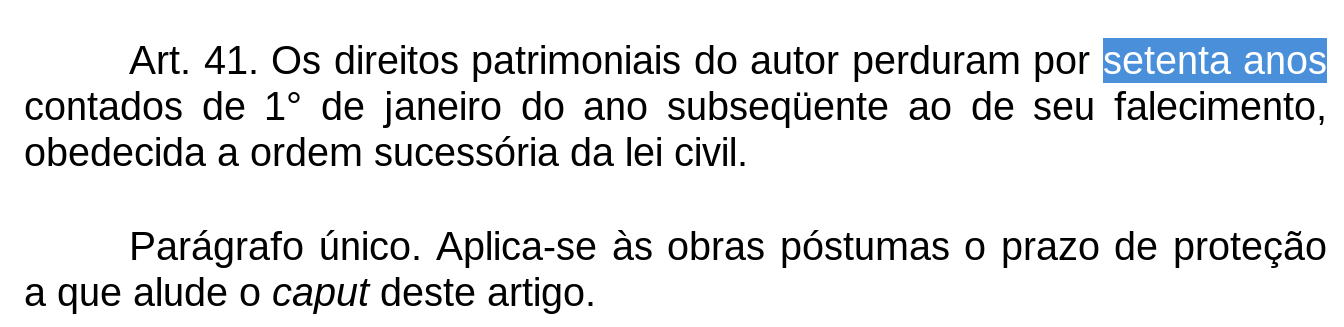 Art. 41. Os direitos patrimoniais do autor perduram por setenta anos
contados de 1° de janeiro do ano subseqüente ao de seu falecimento,
obedecida a ordem sucessória da lei civil.
Parágrafo único. Aplica-se às obras póstumas o prazo de proteção
a que alude o caput deste artigo.